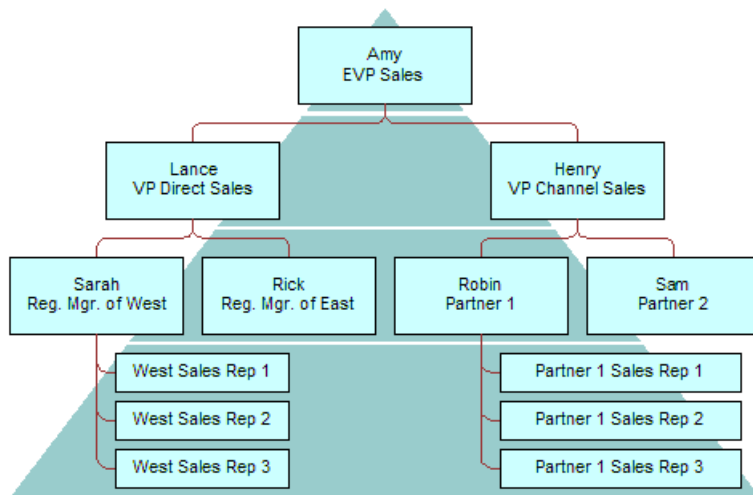 Amy
EVP Sales
Lance
VP Direct Sales
Henry
VP Channel Sales
Sarah
Reg. Mgr. of West
Rick
Reg. Mgr. of East
Robin
Partner 1
Sam
Partner 2
West Sales Rep 1
West Sales Rep 2
West Sales Rep 3
Partner 1 Sales Rep 1
Partner 1 Sales Rep 2
Partner 1 Sales Rep 3